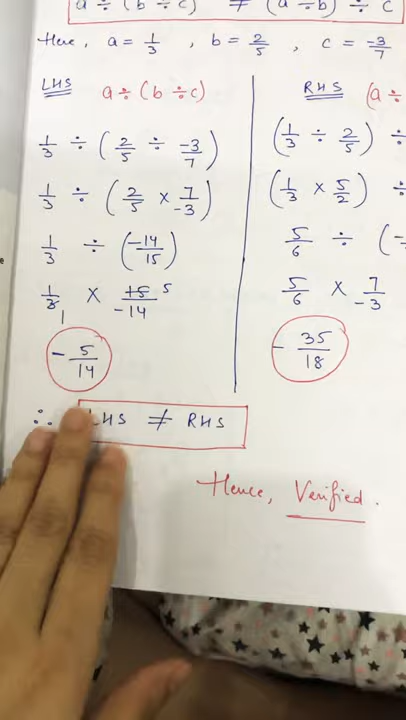 a ÷ (b ÷ c) ≠ (a ÷ b) ÷ c
Here, a = 1/3 , b = 2/5 , c = -3/7
LHS a ÷ (b ÷ c)
1/3 ÷ (2/5 ÷ -3/7)
1/3 ÷ (2/5 × 7/-3)
1/3 ÷ (-14/15)
1/3 1 × 15 5/-14
- 5/14
RHS (a ÷
(1/3 ÷ 2/5) ÷
(1/3 × 5/2) ÷
5/6 ÷ (-
5/6 × 7/-3
- 35/18
∴ LHS ≠ RHS
Hence, Verified.